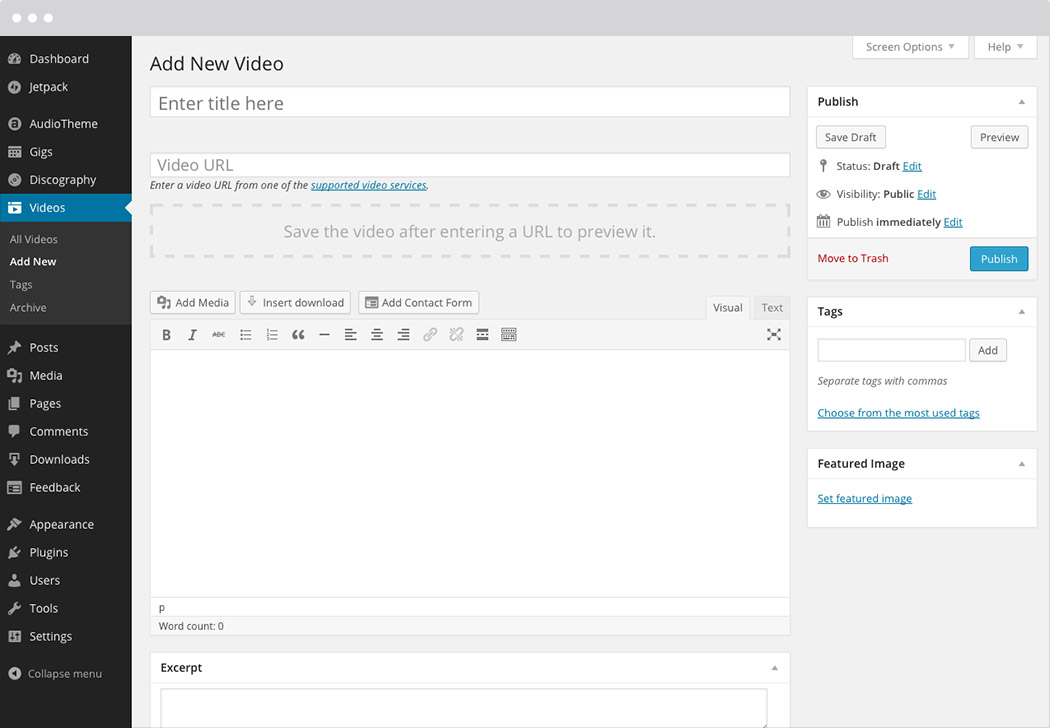 Screen Options
Help
Dashboard
Jetpack
AudioTheme
Gigs
Discography
Videos
All Videos
Add New
Tags
Archive
Posts
Media
Pages
Comments
Downloads
Feedback
Appearance
Plugins
Users
Tools
Settings
Collapse menu
Add New Video
Enter title here
Video URL
Enter a video URL from one of the supported video services.
Save the video after entering a URL to preview it.
Add Media Insert download Add Contact Form
Visual Text
B I ABC
p
Word count: 0
Excerpt
Publish
Save Draft Preview
Status: Draft Edit
Visibility: Public Edit
Publish immediately Edit
Move to Trash Publish
Tags
Add
Separate tags with commas
Choose from the most used tags
Featured Image
Set featured image